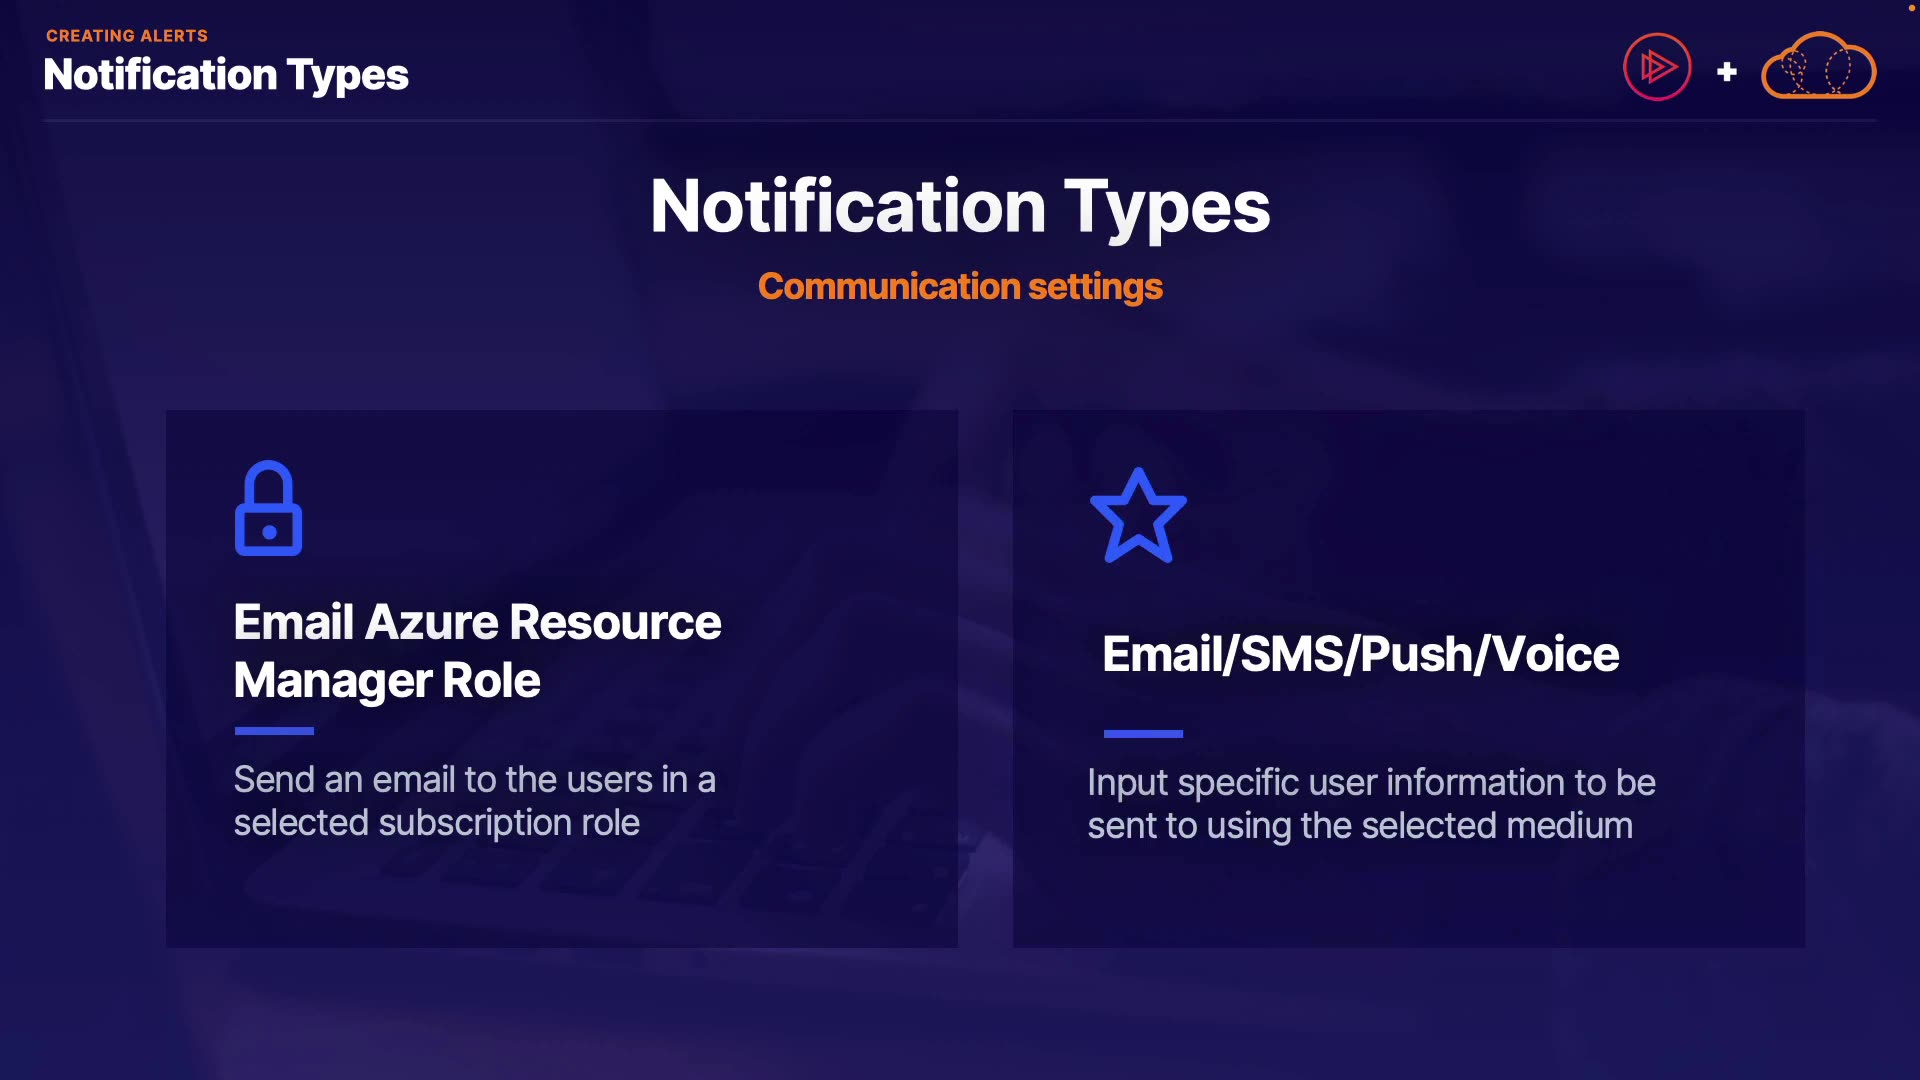 CREATING ALERTS
Notification Types
Notification Types
Communication settings
Email Azure Resource
Manager Role
Send an email to the users in a
selected subscription role
Email/SMS/Push/Voice
Input specific user information to be
sent to using the selected medium